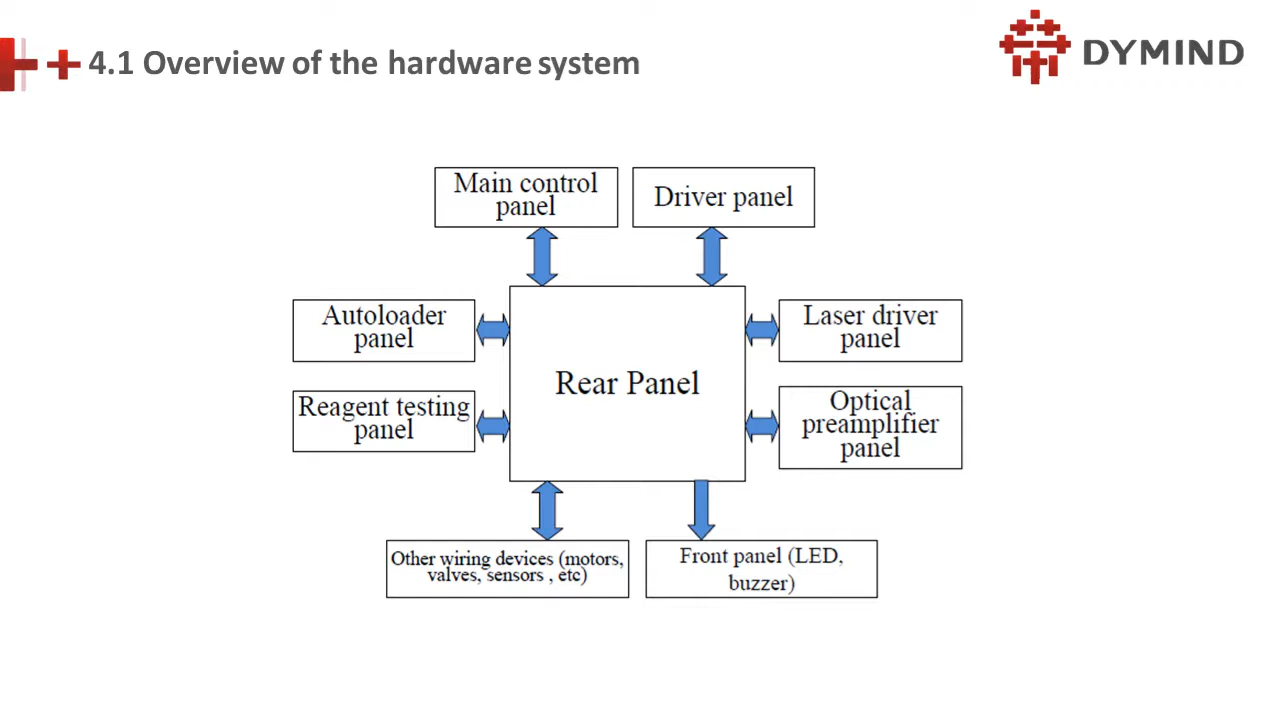 4.1 Overview of the hardware system
DYMIND
Main control
panel
Driver panel
Autoloader
panel
Laser driver
panel
Rear Panel
Reagent testing
panel
Optical
preamplifier
panel
Other wiring devices (motors,
valves, sensors , etc)
Front panel (LED,
buzzer)